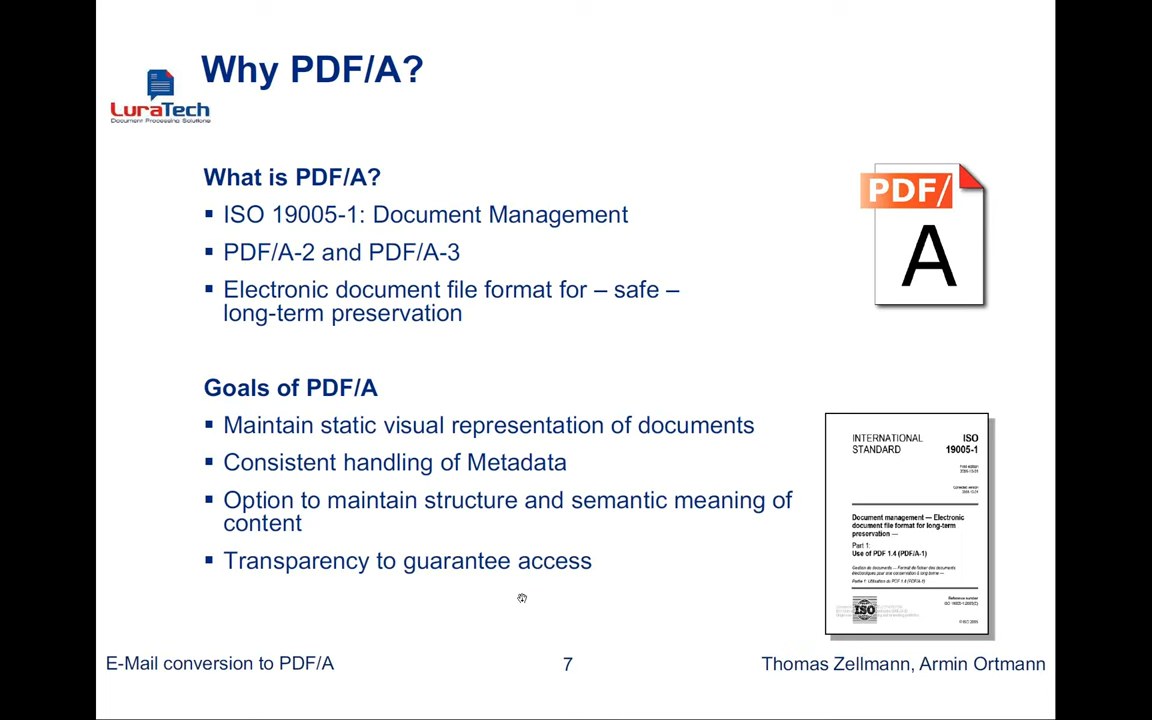 Why PDF/A?
LuraTech
Document Processing Solutions
What is PDF/A?
▪ ISO 19005-1: Document Management
▪ PDF/A-2 and PDF/A-3
▪ Electronic document file format for – safe –
long-term preservation
PDF/
A
Goals of PDF/A
▪ Maintain static visual representation of documents
▪ Consistent handling of Metadata
▪ Option to maintain structure and semantic meaning of
content
▪ Transparency to guarantee access
INTERNATIONAL
STANDARD
ISO
19005-1
Document management — Electronic
document file format for long-term
preservation —
Part 1:
Use of PDF 1.4 (PDF/A-1)
ISO
E-Mail conversion to PDF/A
7
Thomas Zellmann, Armin Ortmann